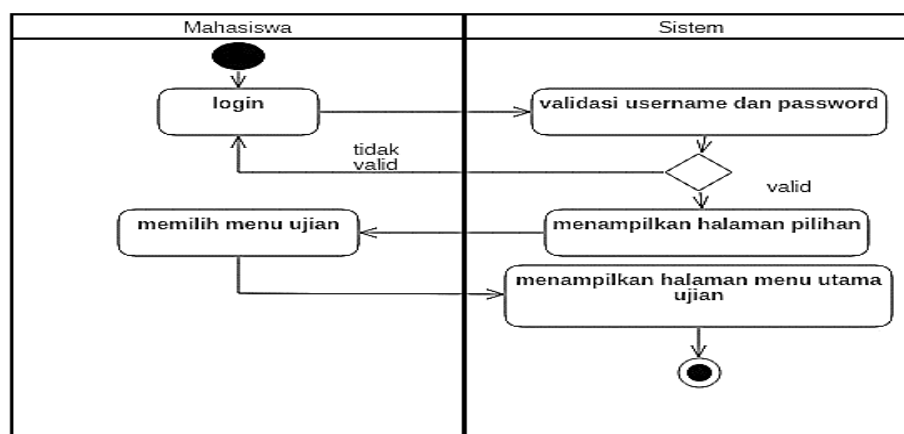 Mahasiswa
Sistem
login
validasi username dan password
tidak
valid
valid
memilih menu ujian
menampilkan halaman pilihan
menampilkan halaman menu utama
ujian